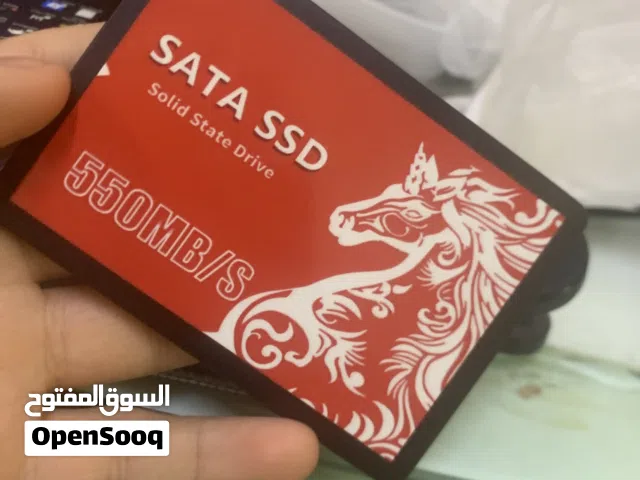 SATA SSD
Solid State Drive
550MB/S
السوق المفتوح
OpenSooq